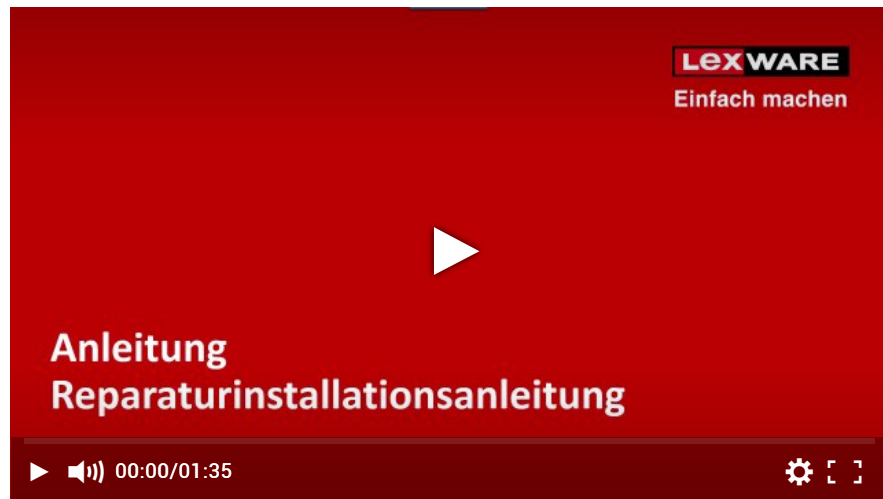 LEXWARE
Einfach machen
Anleitung
Reparaturinstallationsanleitung
00:00/01:35